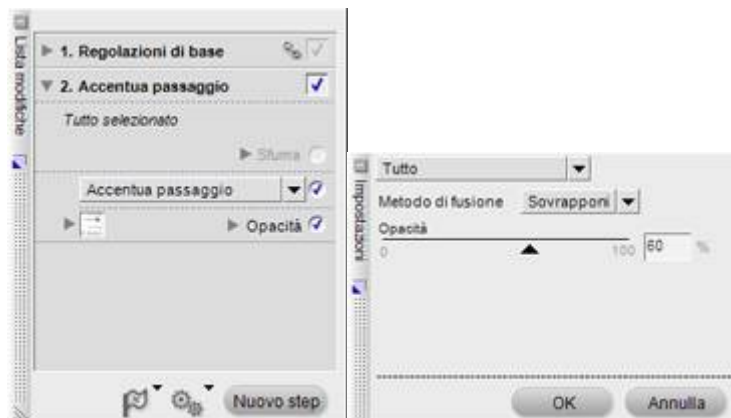 Lista modifiche
1. Regolazioni di base
2. Accentua passaggio
Tutto selezionato
Sfuma
Accentua passaggio
Opacità
Nuovo step
Impostazioni
Tutto
Metodo di fusione Sovrapponi
Opacità
0 100 60 %
OK Annulla